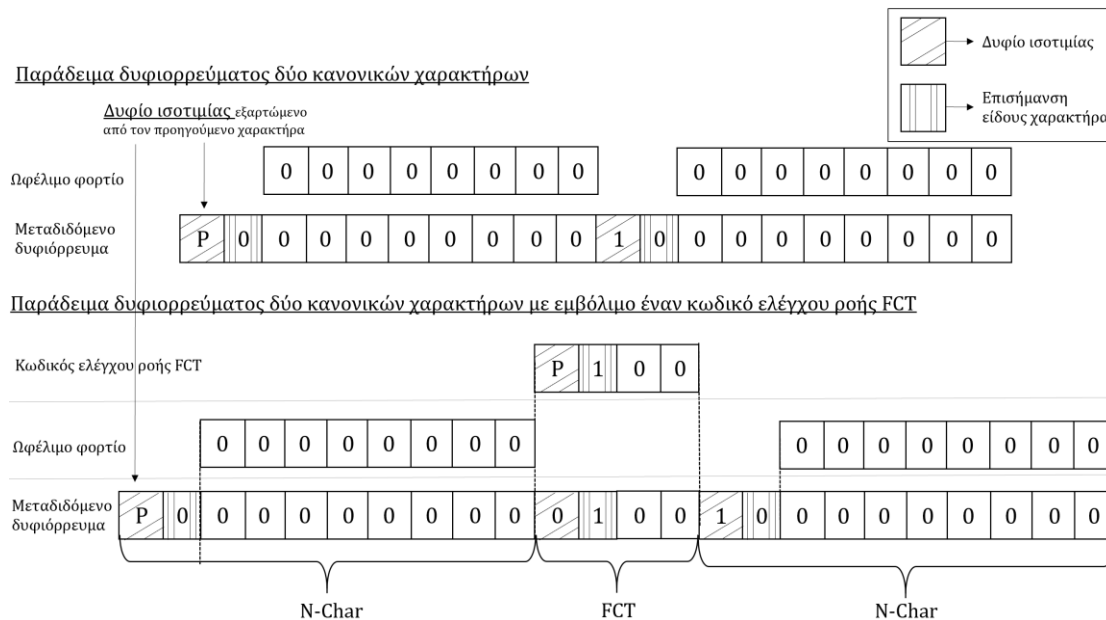 Δυφίο ισοτιμίας
Επισήμανση
είδους χαρακτήρα
Παράδειμα δυφιορρεύματος δύο κανονικών χαρακτήρων
Δυφίο ισοτιμίας εξαρτώμενο
από τον προηγούμενο χαρακτήρα
Ωφέλιμο φορτίο
0 0 0 0 0 0 0 0 0 0 0 0 0 0 0 0
Μεταδιδόμενο
δυφιόρρευμα
P 0 0 0 0 0 0 0 0 0 1 0 0 0 0 0 0 0 0 0
Παράδειμα δυφιορρεύματος δύο κανονικών χαρακτήρων με εμβόλιμο έναν κωδικό ελέγχου ροής FCT
Κωδικός ελέγχου ροής FCT
P 1 0 0
Ωφέλιμο φορτίο
0 0 0 0 0 0 0 0 0 0 0 0 0 0 0 0
Μεταδιδόμενο
δυφιόρρευμα
P 0 0 0 0 0 0 0 0 0 0 1 0 0 1 0 0 0 0 0 0 0 0 0
N-Char FCT N-Char